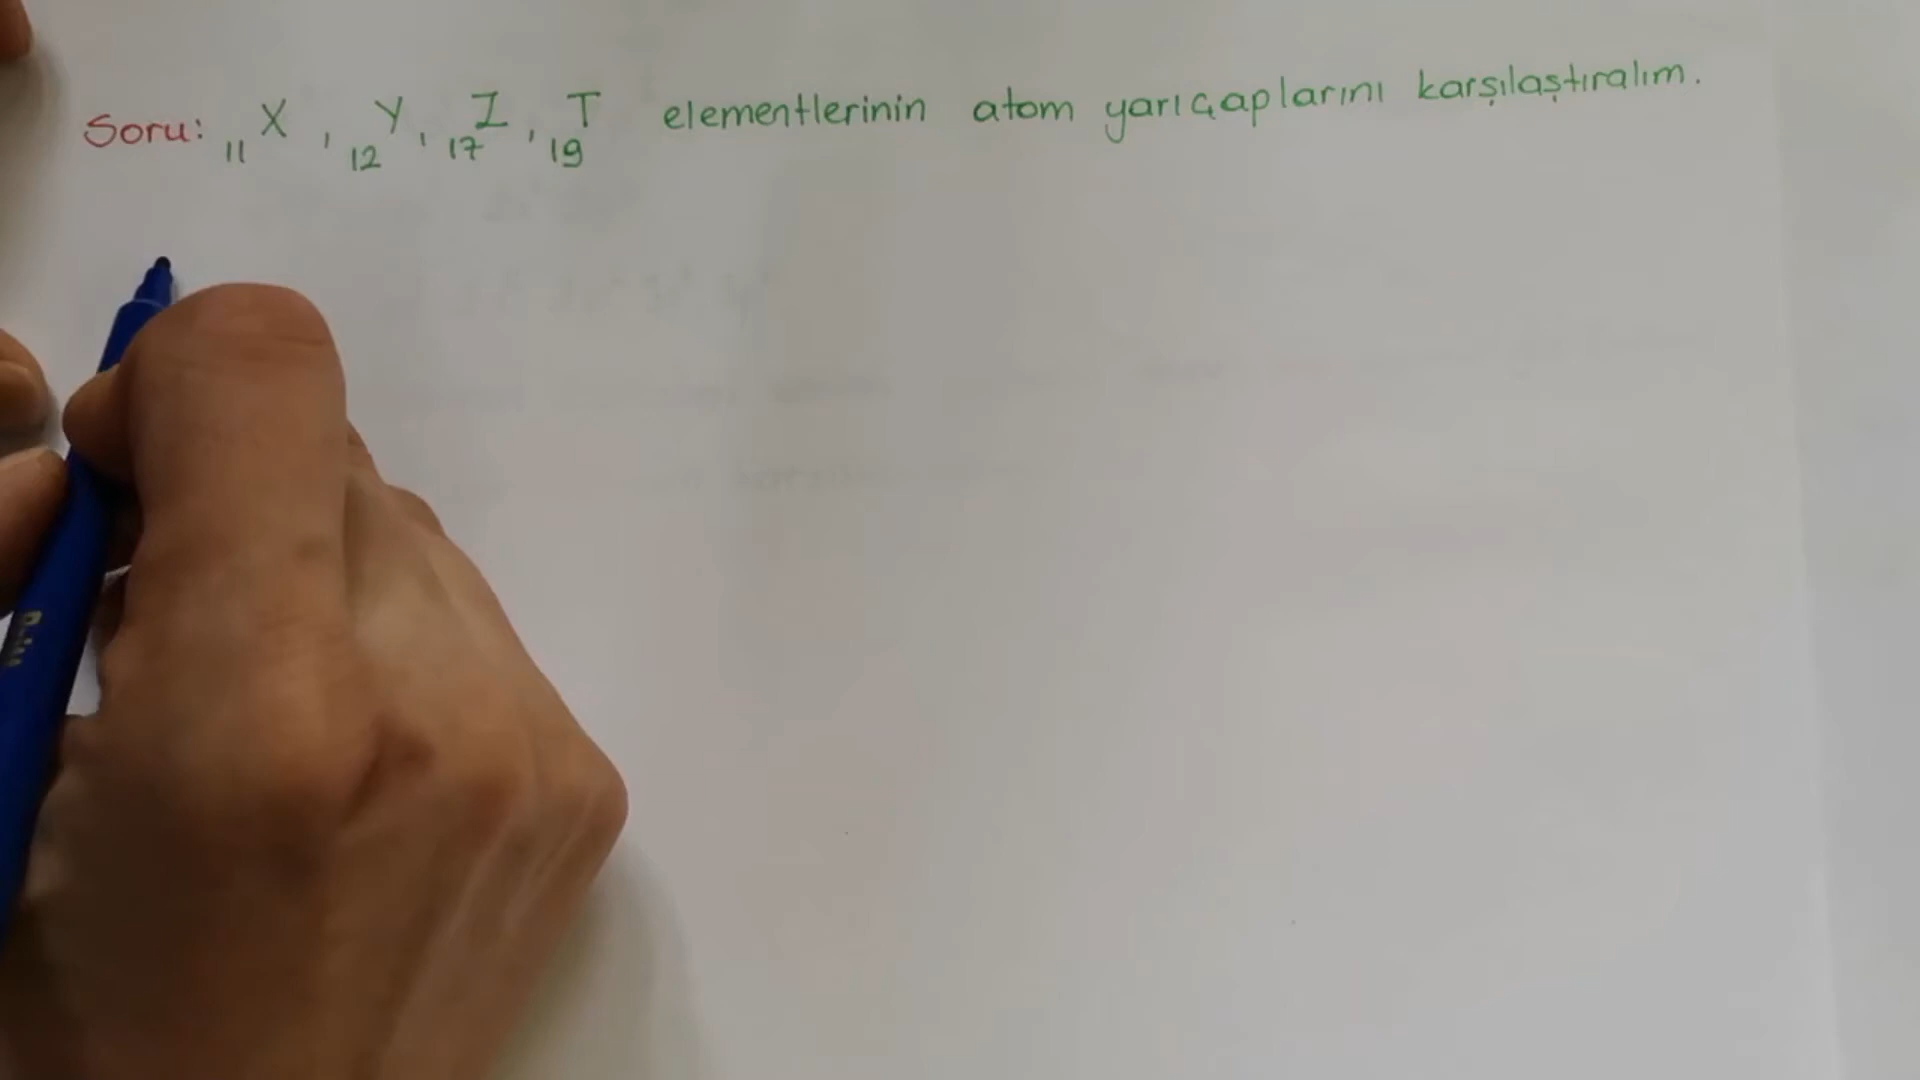 Soru: ₁₁X, ₁₂Y, ₁₇Z, ₁₉T elementlerinin atom yarıçaplarını karşılaştıralım.